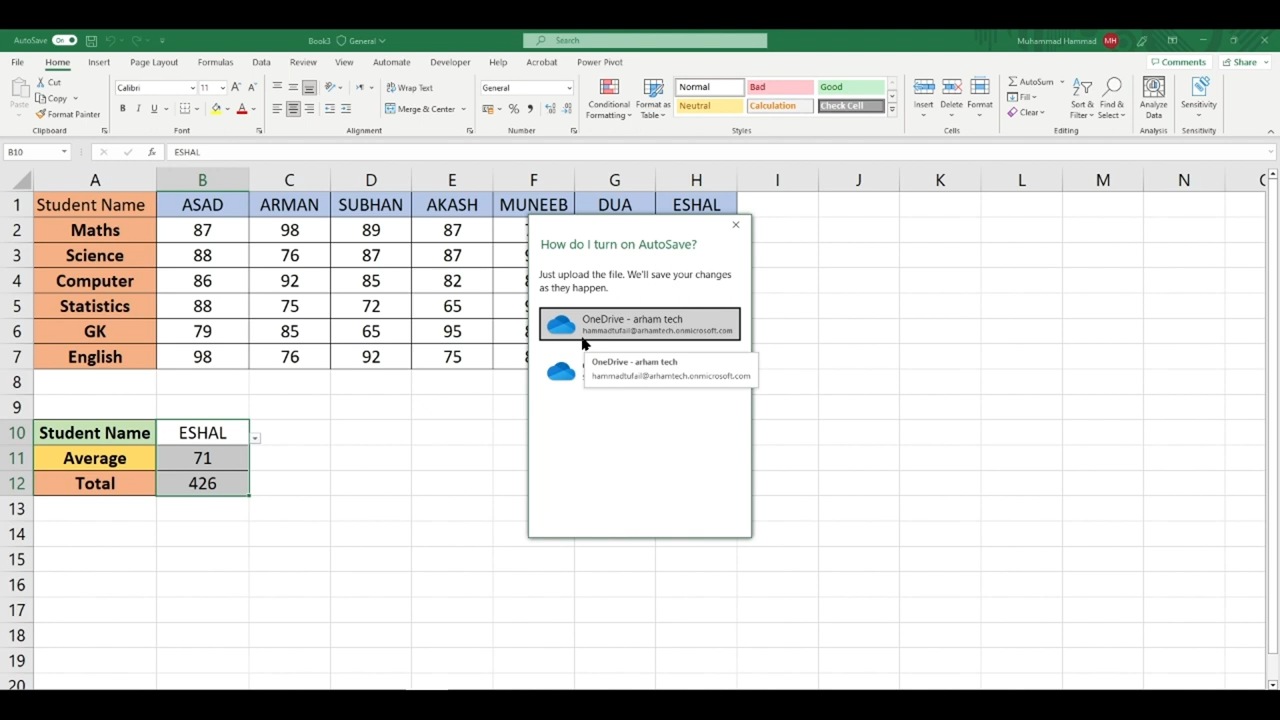 AutoSave On Book3 General Search Muhammad Hammad MH
File Home Insert Page Layout Formulas Data Review View Automate Developer Help Acrobat Power Pivot Comments Share
Paste Cut Copy Format Painter Clipboard
Calibri 11 Font
Wrap Text Merge & Center Alignment
General Number
Conditional Formatting Format as Table Normal Bad Good Neutral Calculation Check Cell Styles
Insert Delete Format Cells
AutoSum Fill Clear Sort & Filter Find & Select Editing
Analyze Data Analysis
Sensitivity Sensitivity
B10 fx ESHAL
A B C D E F G H I J K L M N
1 Student Name ASAD ARMAN SUBHAN AKASH MUNEEB DUA ESHAL
2 Maths 87 98 89 87
3 Science 88 76 87 87
4 Computer 86 92 85 82
5 Statistics 88 75 72 65
6 GK 79 85 65 95
7 English 98 76 92 75
8
9
10 Student Name ESHAL
11 Average 71
12 Total 426
13
14
15
16
17
18
19
20
How do I turn on AutoSave?
Just upload the file. We'll save your changes
as they happen.
OneDrive - arham tech
hammadtufail@arhamtech.onmicrosoft.com
OneDrive - arham tech
hammadtufail@arhamtech.onmicrosoft.com